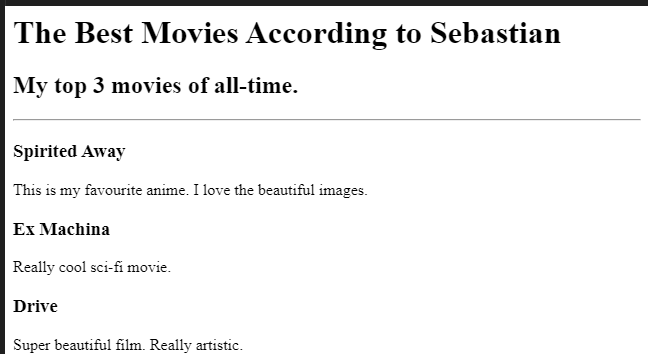 The Best Movies According to Sebastian
My top 3 movies of all-time.
Spirited Away
This is my favourite anime. I love the beautiful images.
Ex Machina
Really cool sci-fi movie.
Drive
Super beautiful film. Really artistic.